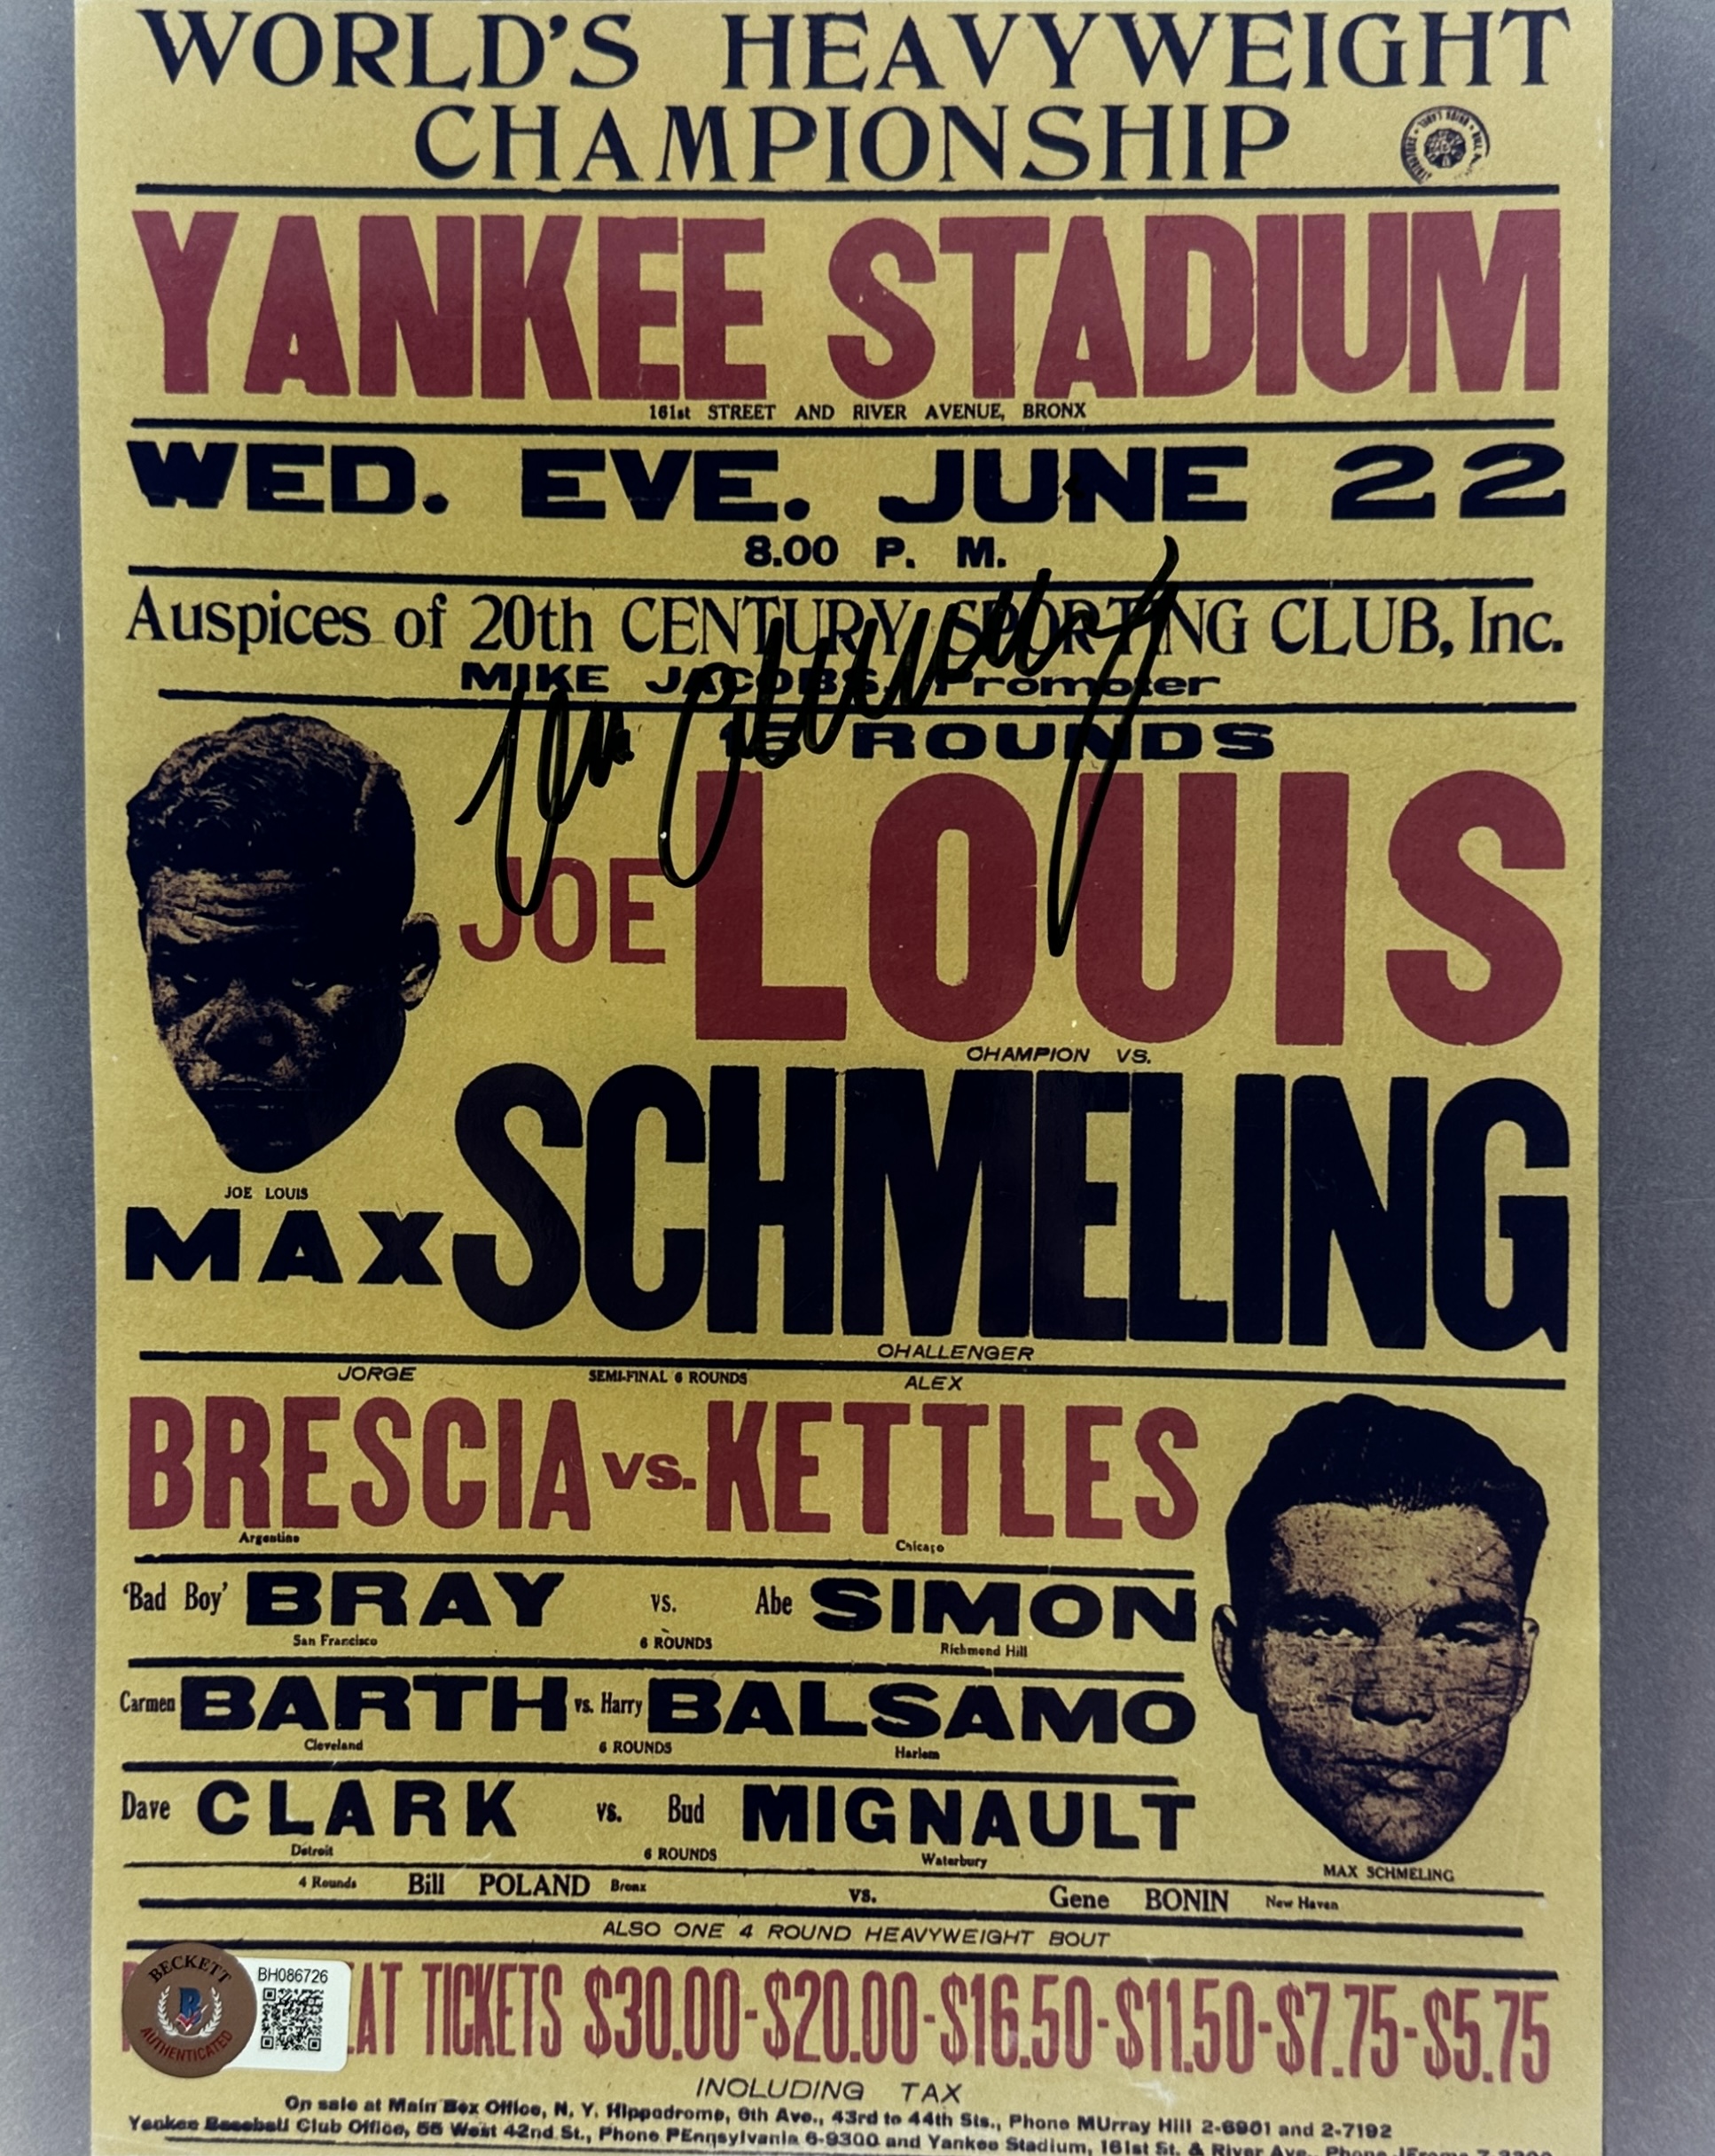 WORLD'S HEAVYWEIGHT
CHAMPIONSHIP
YANKEE STADIUM
161st STREET AND RIVER AVENUE, BRONX
WED. EVE. JUNE 22
8.00 P. M.
Auspices of 20th CENTURY SPORTING CLUB, Inc.
MIKE JACOBS, Promoter
15 ROUNDS
JOE LOUIS
CHAMPION VS.
JOE LOUIS
MAX SCHMELING
CHALLENGER
JORGE SEMI-FINAL 6 ROUNDS ALEX
BRESCIA vs. KETTLES
Argentine Chicago
'Bad Boy' BRAY vs. Abe SIMON
San Francisco 6 ROUNDS Richmond Hill
Carmen BARTH vs. Harry BALSAMO
Cleveland 6 ROUNDS Harlem
Dave CLARK vs. Bud MIGNAULT
Detroit 6 ROUNDS Waterbury
MAX SCHMELING
4 Rounds Bill POLAND Bronx vs. Gene BONIN New Haven
ALSO ONE 4 ROUND HEAVYWEIGHT BOUT
BECKETT
AUTHENTICATED
BH086726
TICKETS $30.00-$20.00-$16.50-$11.50-$7.75-$5.75
INCLUDING TAX
On sale at Main Box Office, N. Y. Hippodrome, 6th Ave., 43rd to 44th Sts., Phone MUrray Hill 2-6901 and 2-7192
Yankee Baseball Club Office, 55 West 42nd St., Phone PEnnsylvania 6-9300 and Yankee Stadium, 161st St. & River Ave., Phone